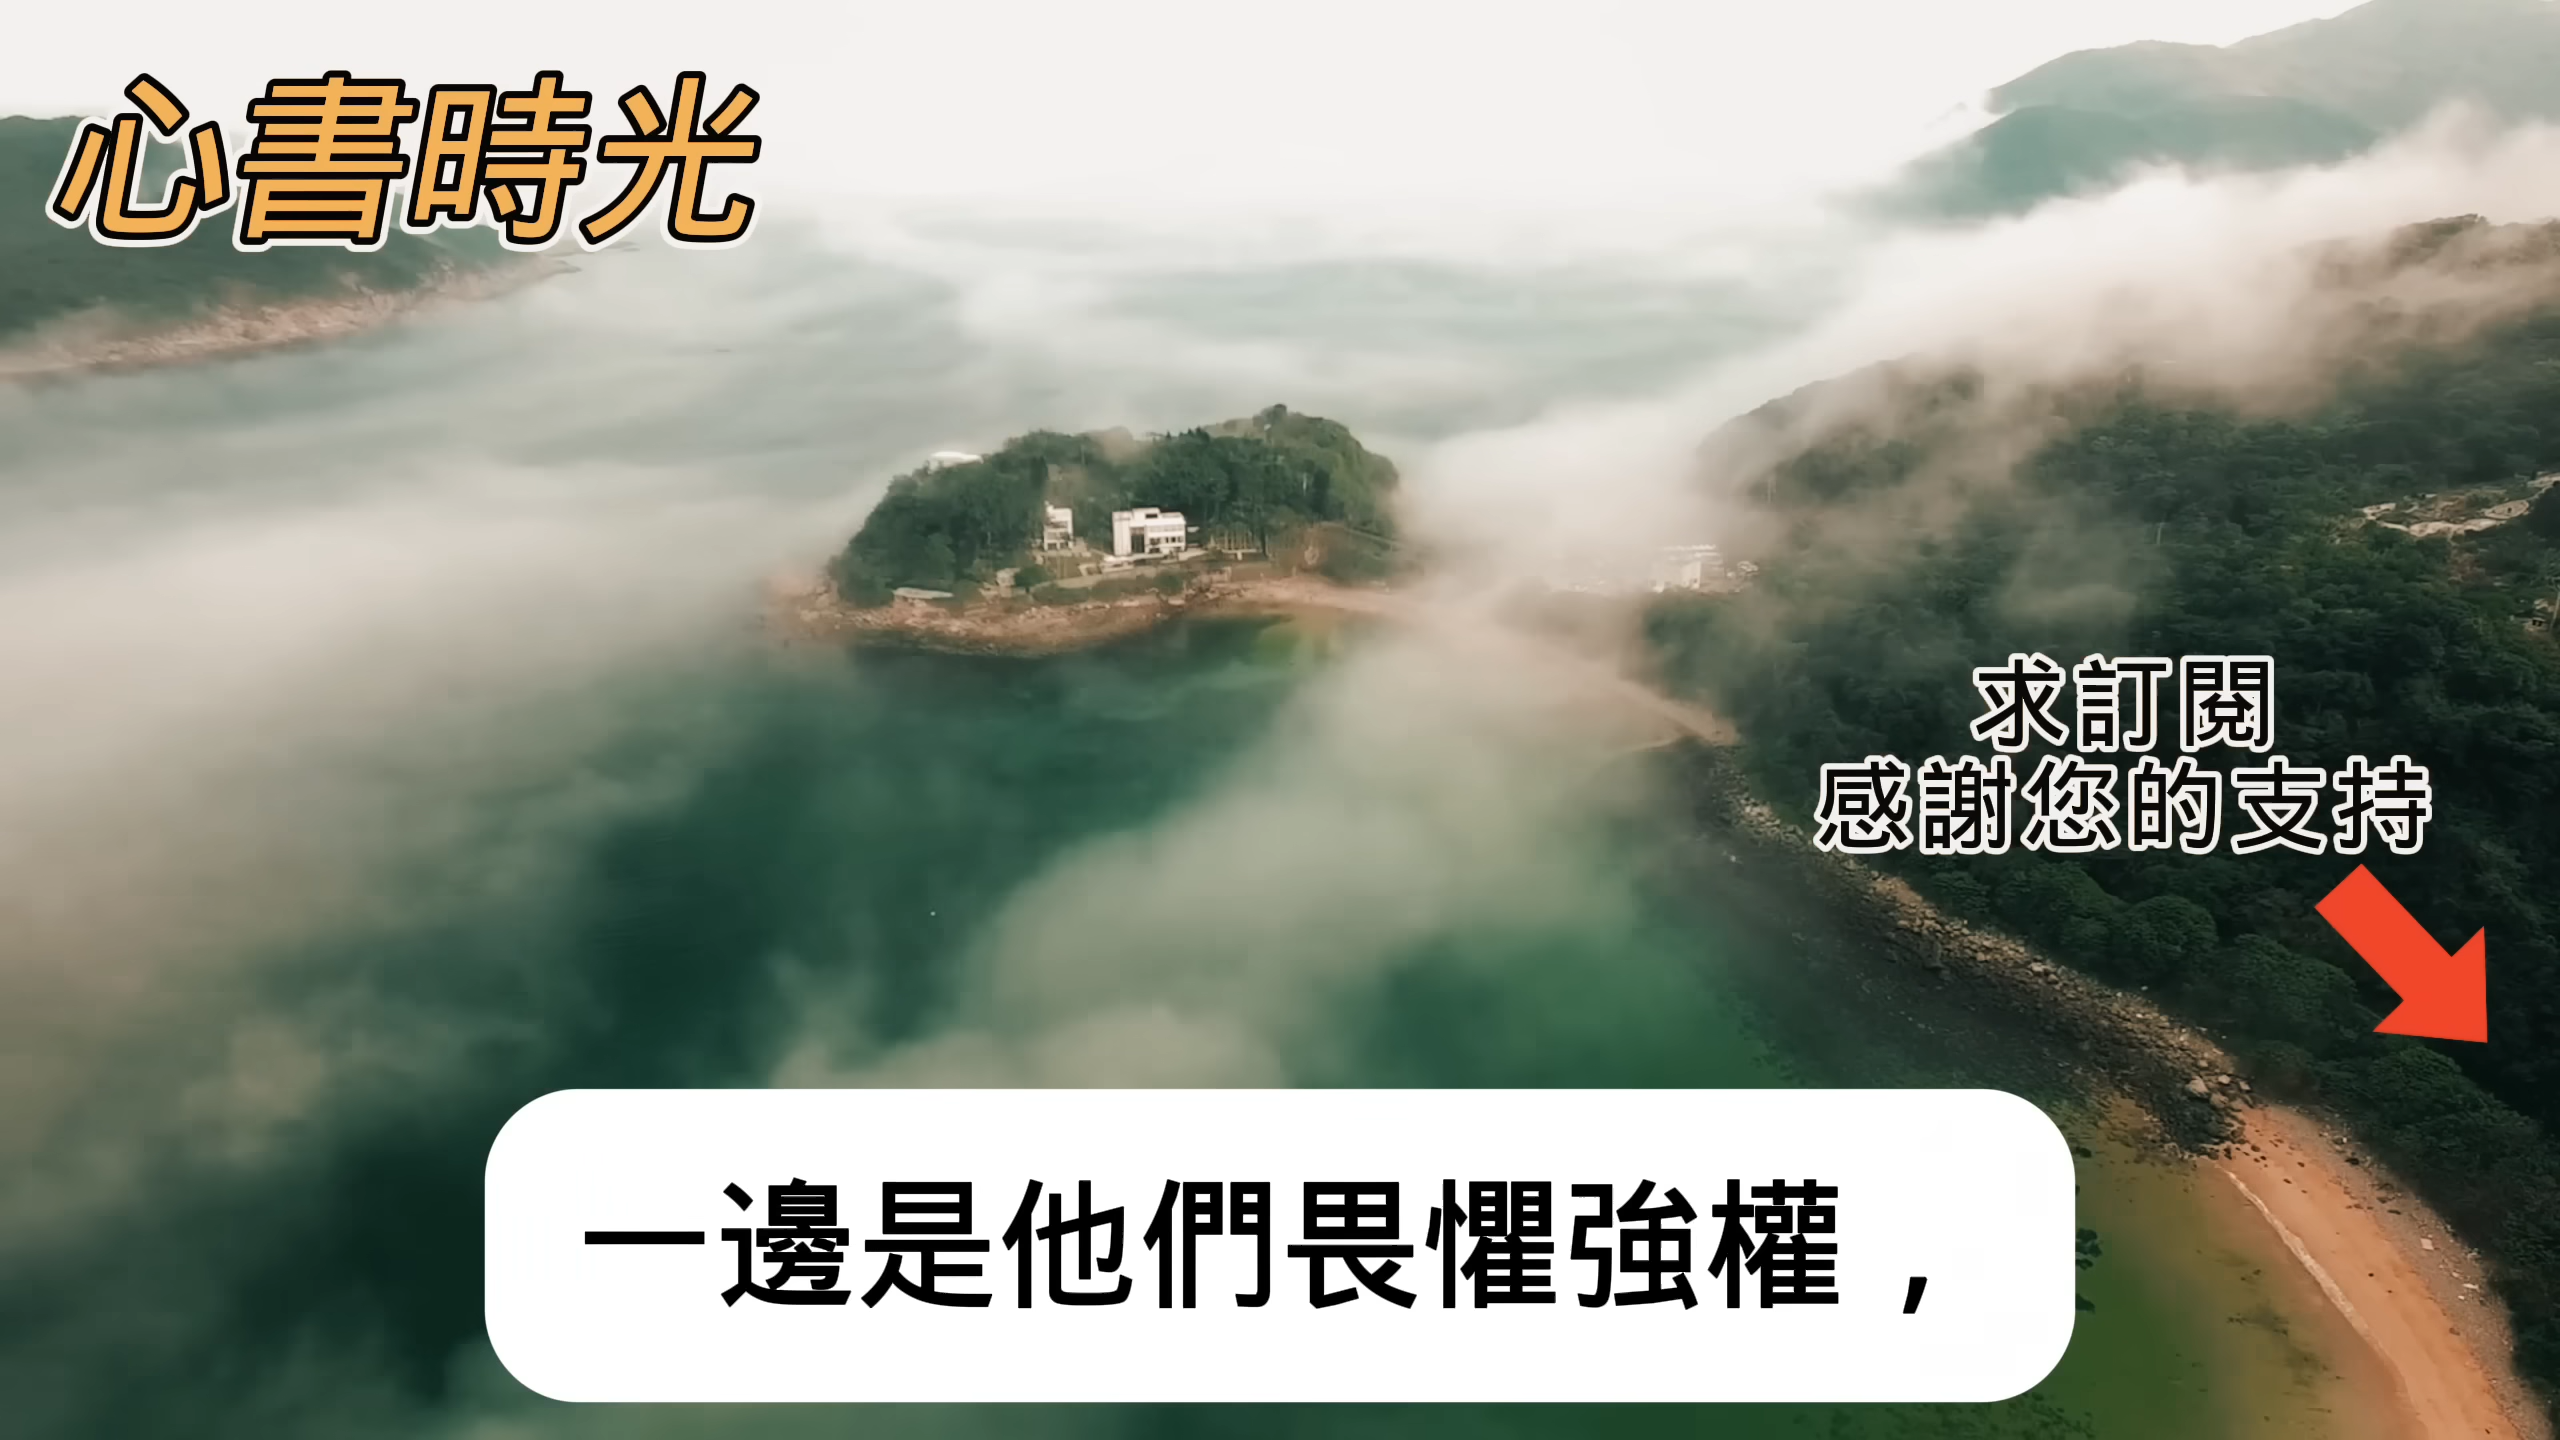 心書時光
求訂閱
感謝您的支持
一邊是他們畏懼強權，